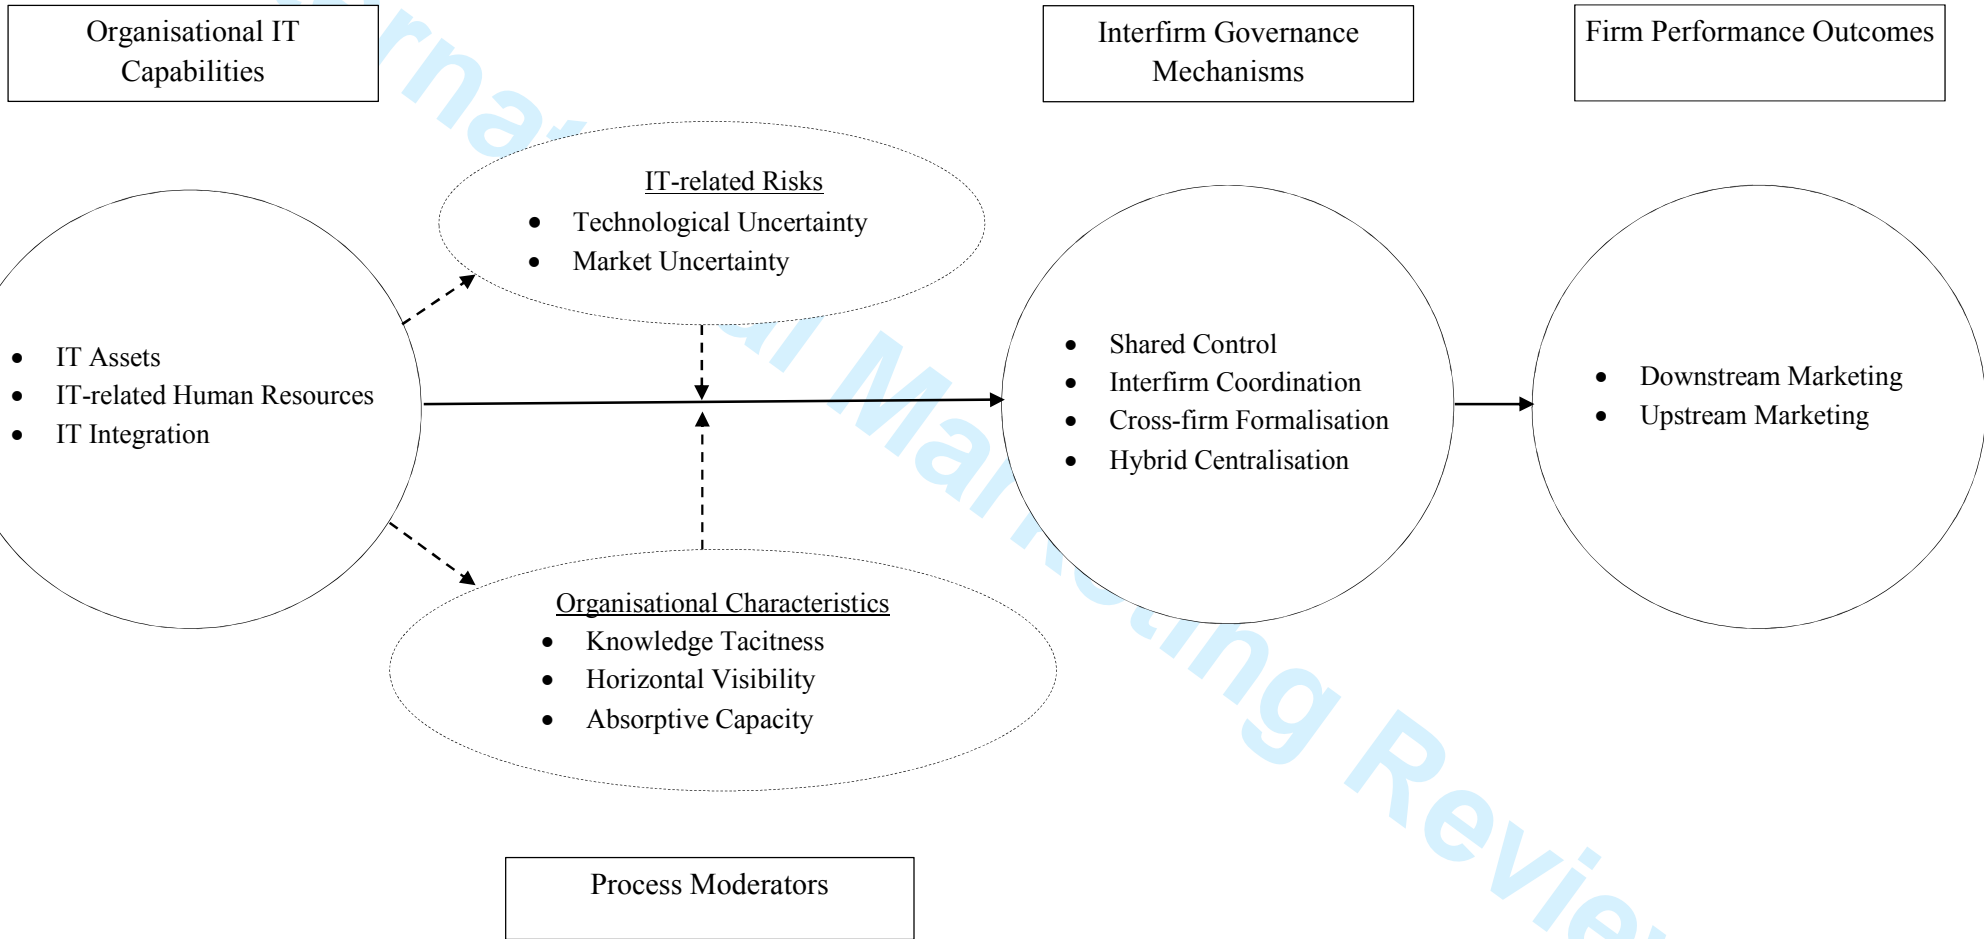 Organisational IT
Capabilities
Interfirm Governance
Mechanisms
Firm Performance Outcomes
IT-related Risks
• Technological Uncertainty
• Market Uncertainty
• IT Assets
• IT-related Human Resources
• IT Integration
• Shared Control
• Interfirm Coordination
• Cross-firm Formalisation
• Hybrid Centralisation
• Downstream Marketing
• Upstream Marketing
Organisational Characteristics
• Knowledge Tacitness
• Horizontal Visibility
• Absorptive Capacity
Process Moderators
Marketing Review